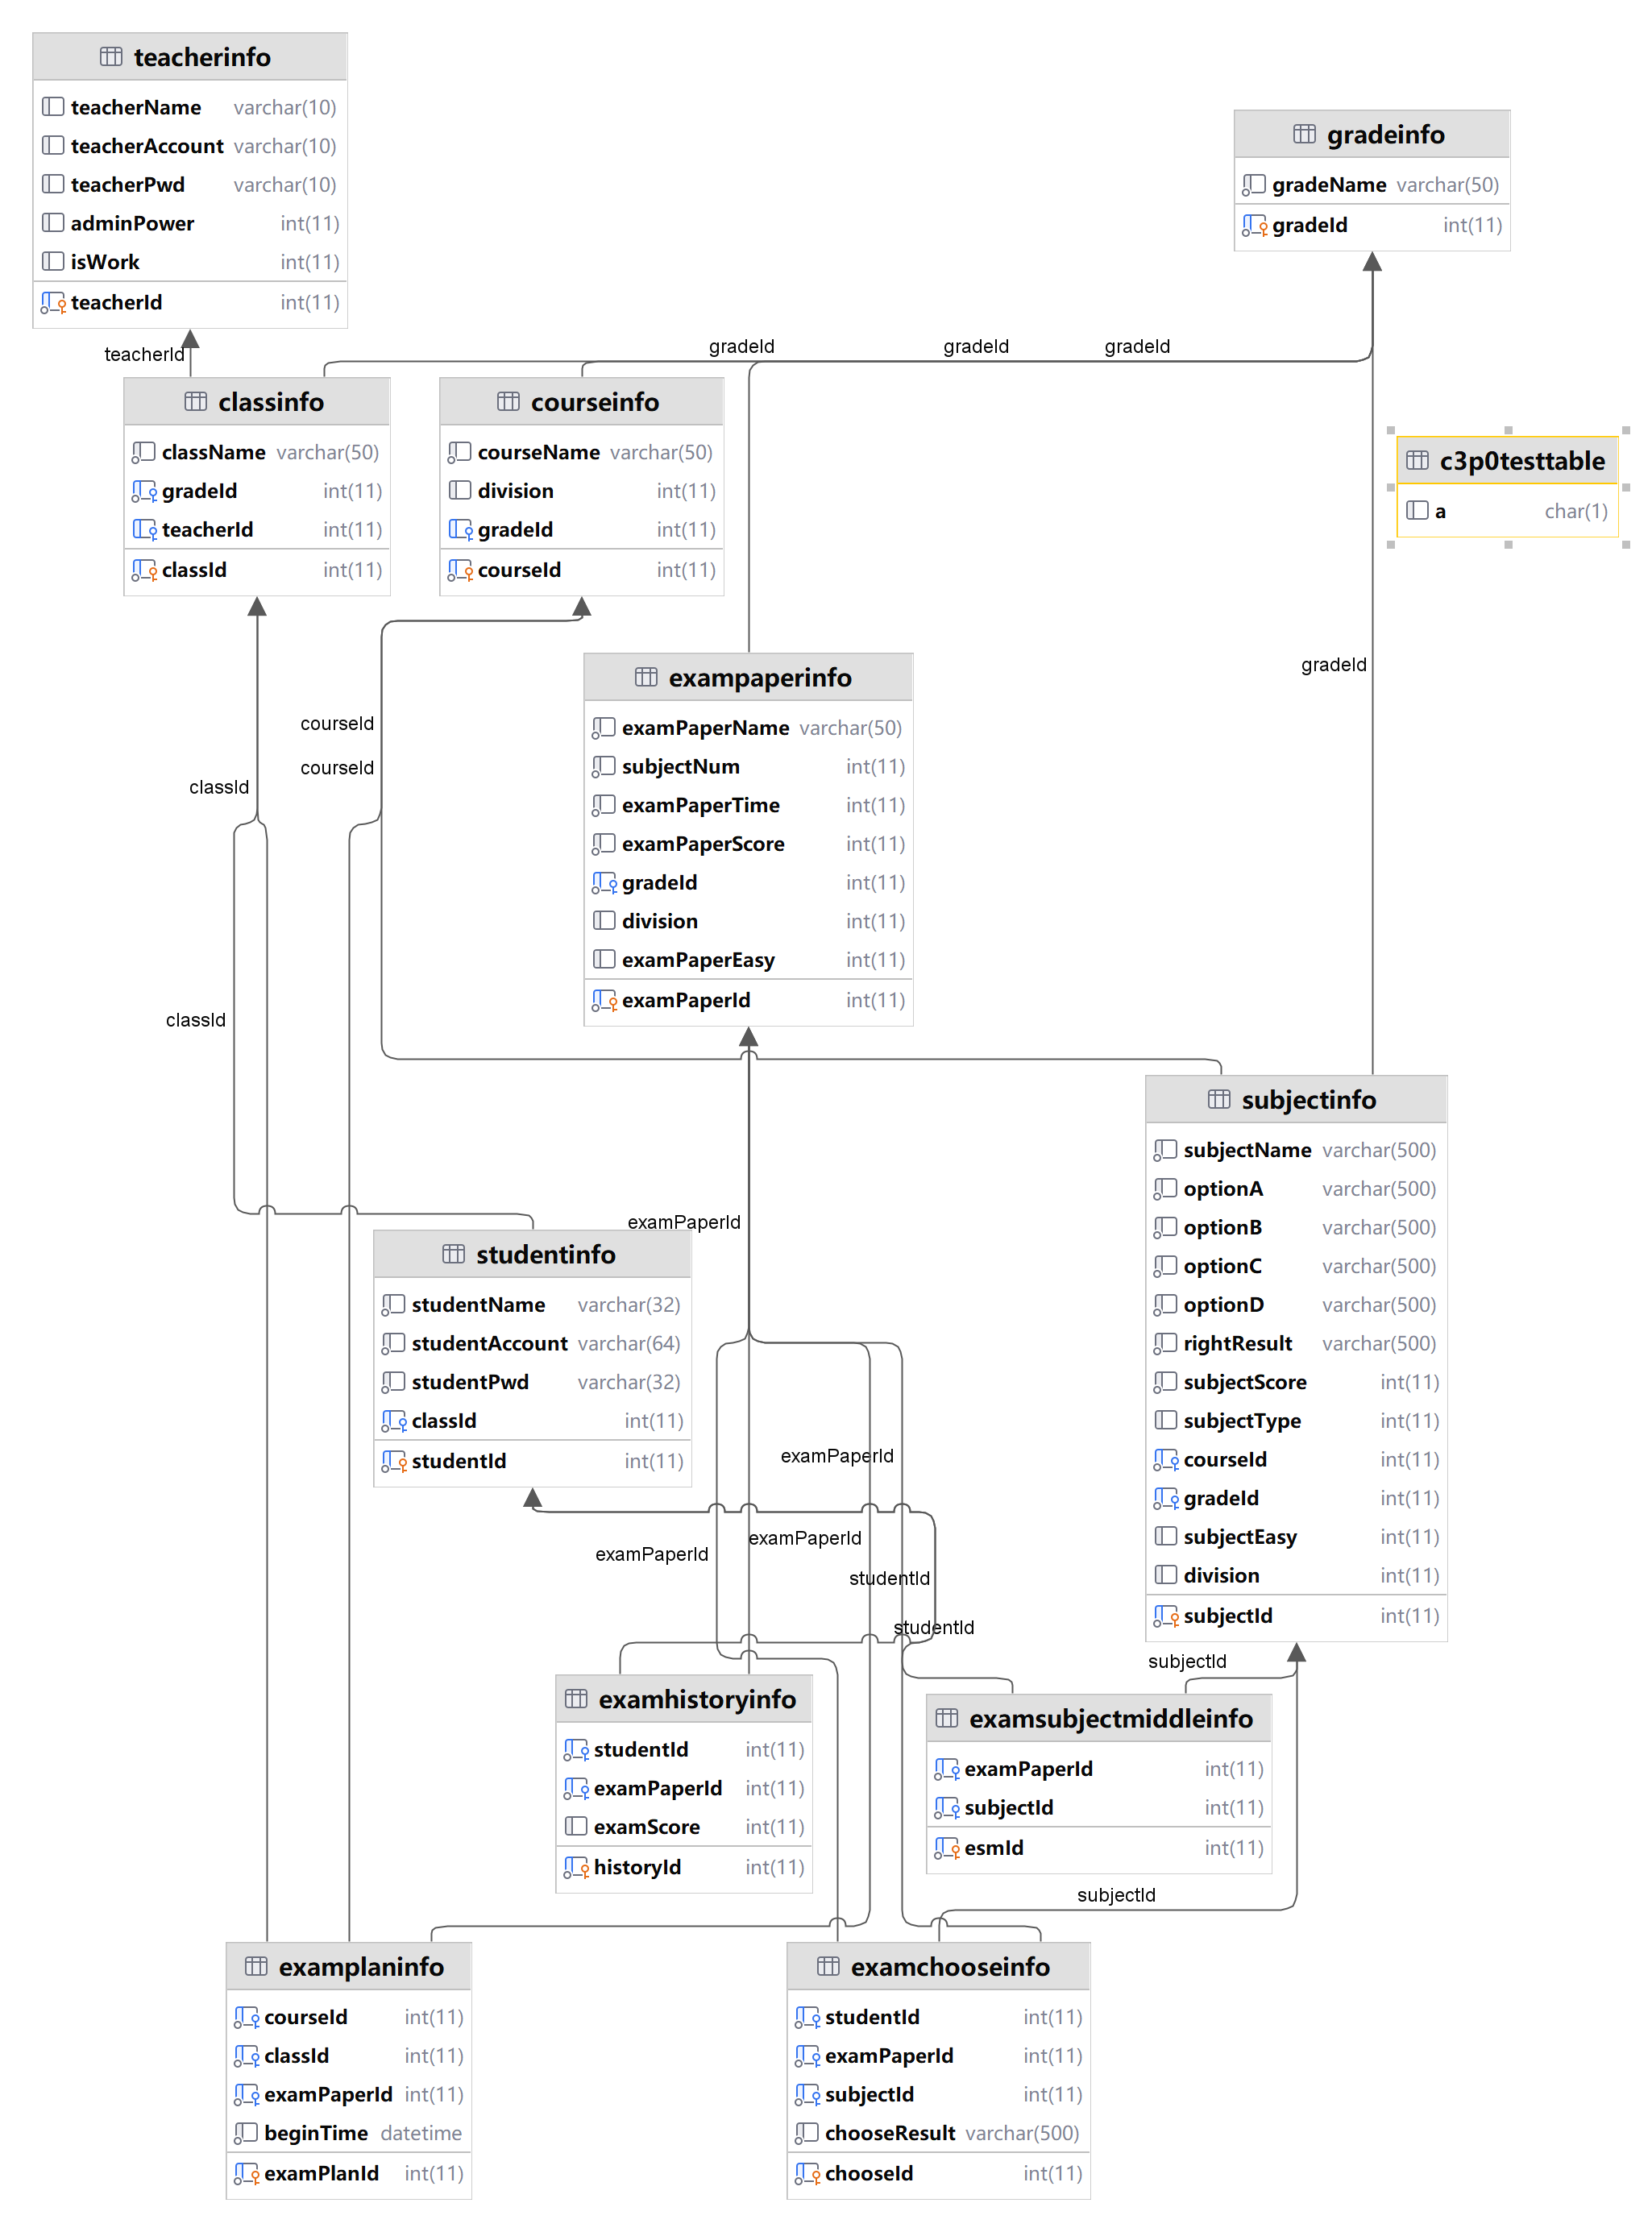 teacherinfo
teacherName varchar(10)
teacherAccount varchar(10)
teacherPwd varchar(10)
adminPower int(11)
isWork int(11)
teacherId int(11)
gradeinfo
gradeName varchar(50)
gradeId int(11)
teacherId
gradeId
gradeId
gradeId
classinfo
className varchar(50)
gradeId int(11)
teacherId int(11)
classId int(11)
courseinfo
courseName varchar(50)
division int(11)
gradeId int(11)
courseId int(11)
c3p0testtable
a char(1)
gradeId
exampaperinfo
examPaperName varchar(50)
subjectNum int(11)
examPaperTime int(11)
examPaperScore int(11)
gradeId int(11)
division int(11)
examPaperEasy int(11)
examPaperId int(11)
courseId
courseId
classId
classId
subjectinfo
subjectName varchar(500)
optionA varchar(500)
optionB varchar(500)
optionC varchar(500)
optionD varchar(500)
rightResult varchar(500)
subjectScore int(11)
subjectType int(11)
courseId int(11)
gradeId int(11)
subjectEasy int(11)
division int(11)
subjectId int(11)
examPaperId
studentinfo
studentName varchar(32)
studentAccount varchar(64)
studentPwd varchar(32)
classId int(11)
studentId int(11)
examPaperId
examPaperId
examPaperId
studentId
studentId
subjectId
examhistoryinfo
studentId int(11)
examPaperId int(11)
examScore int(11)
historyId int(11)
examsubjectmiddleinfo
examPaperId int(11)
subjectId int(11)
esmId int(11)
subjectId
examplaninfo
courseId int(11)
classId int(11)
examPaperId int(11)
beginTime datetime
examPlanId int(11)
examchooseinfo
studentId int(11)
examPaperId int(11)
subjectId int(11)
chooseResult varchar(500)
chooseId int(11)